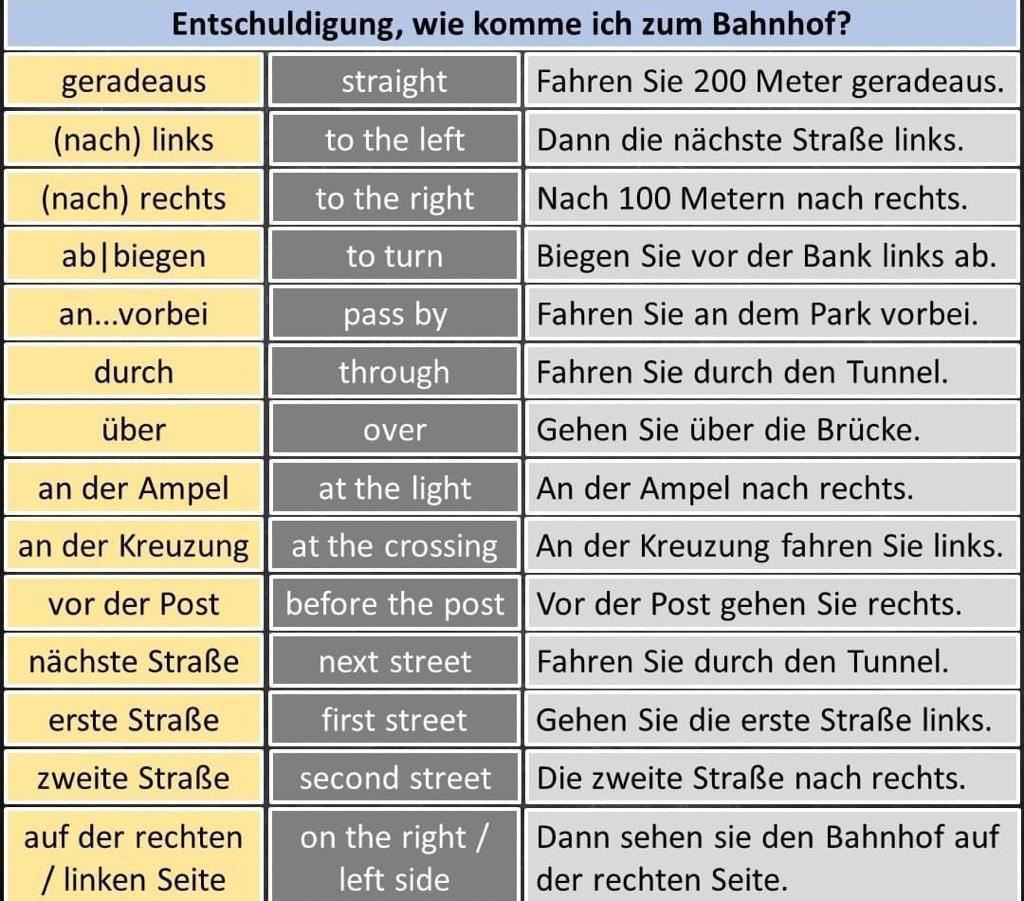 Entschuldigung, wie komme ich zum Bahnhof?
geradeaus straight Fahren Sie 200 Meter geradeaus.
(nach) links to the left Dann die nächste Straße links.
(nach) rechts to the right Nach 100 Metern nach rechts.
ab|biegen to turn Biegen Sie vor der Bank links ab.
an...vorbei pass by Fahren Sie an dem Park vorbei.
durch through Fahren Sie durch den Tunnel.
über over Gehen Sie über die Brücke.
an der Ampel at the light An der Ampel nach rechts.
an der Kreuzung at the crossing An der Kreuzung fahren Sie links.
vor der Post before the post Vor der Post gehen Sie rechts.
nächste Straße next street Fahren Sie durch den Tunnel.
erste Straße first street Gehen Sie die erste Straße links.
zweite Straße second street Die zweite Straße nach rechts.
auf der rechten on the right / Dann sehen sie den Bahnhof auf
/ linken Seite left side der rechten Seite.